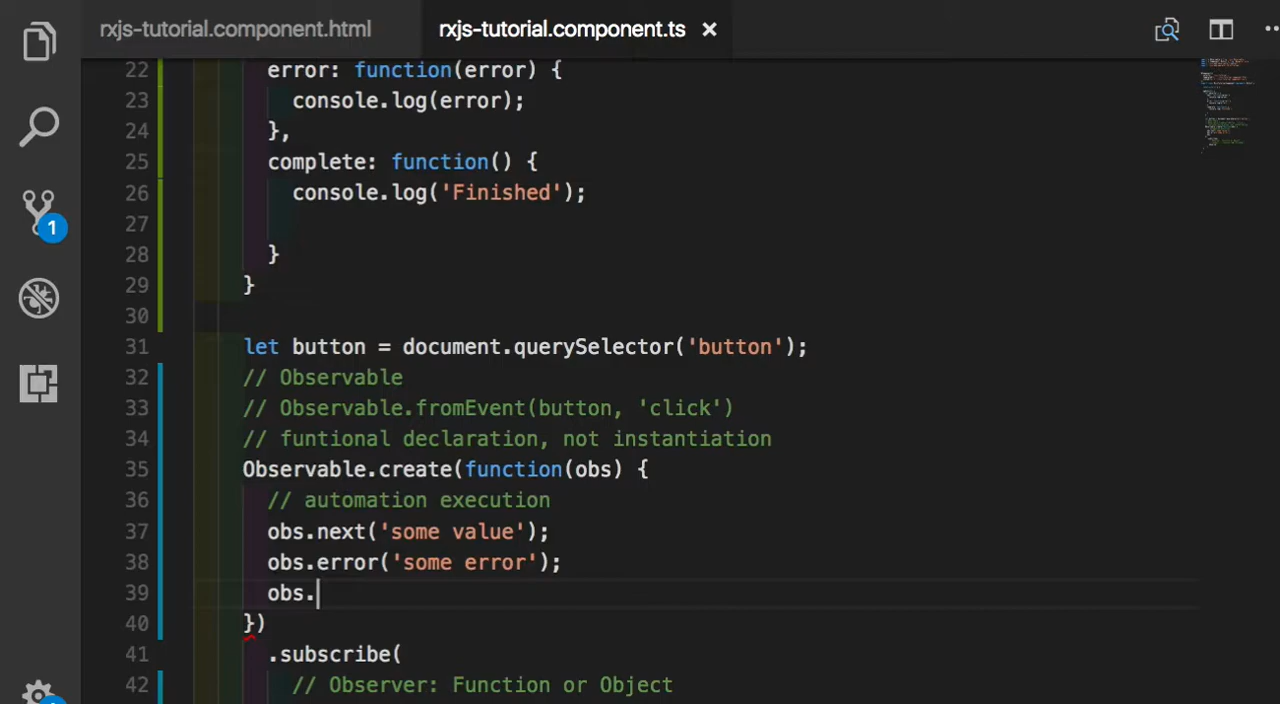 rxjs-tutorial.component.html rxjs-tutorial.component.ts
22 error: function(error) {
23 console.log(error);
24 },
25 complete: function() {
26 console.log('Finished');
27
28 }
29 }
30
31 let button = document.querySelector('button');
32 // Observable
33 // Observable.fromEvent(button, 'click')
34 // funtional declaration, not instantiation
35 Observable.create(function(obs) {
36 // automation execution
37 obs.next('some value');
38 obs.error('some error');
39 obs.
40 })
41 .subscribe(
42 // Observer: Function or Object
1